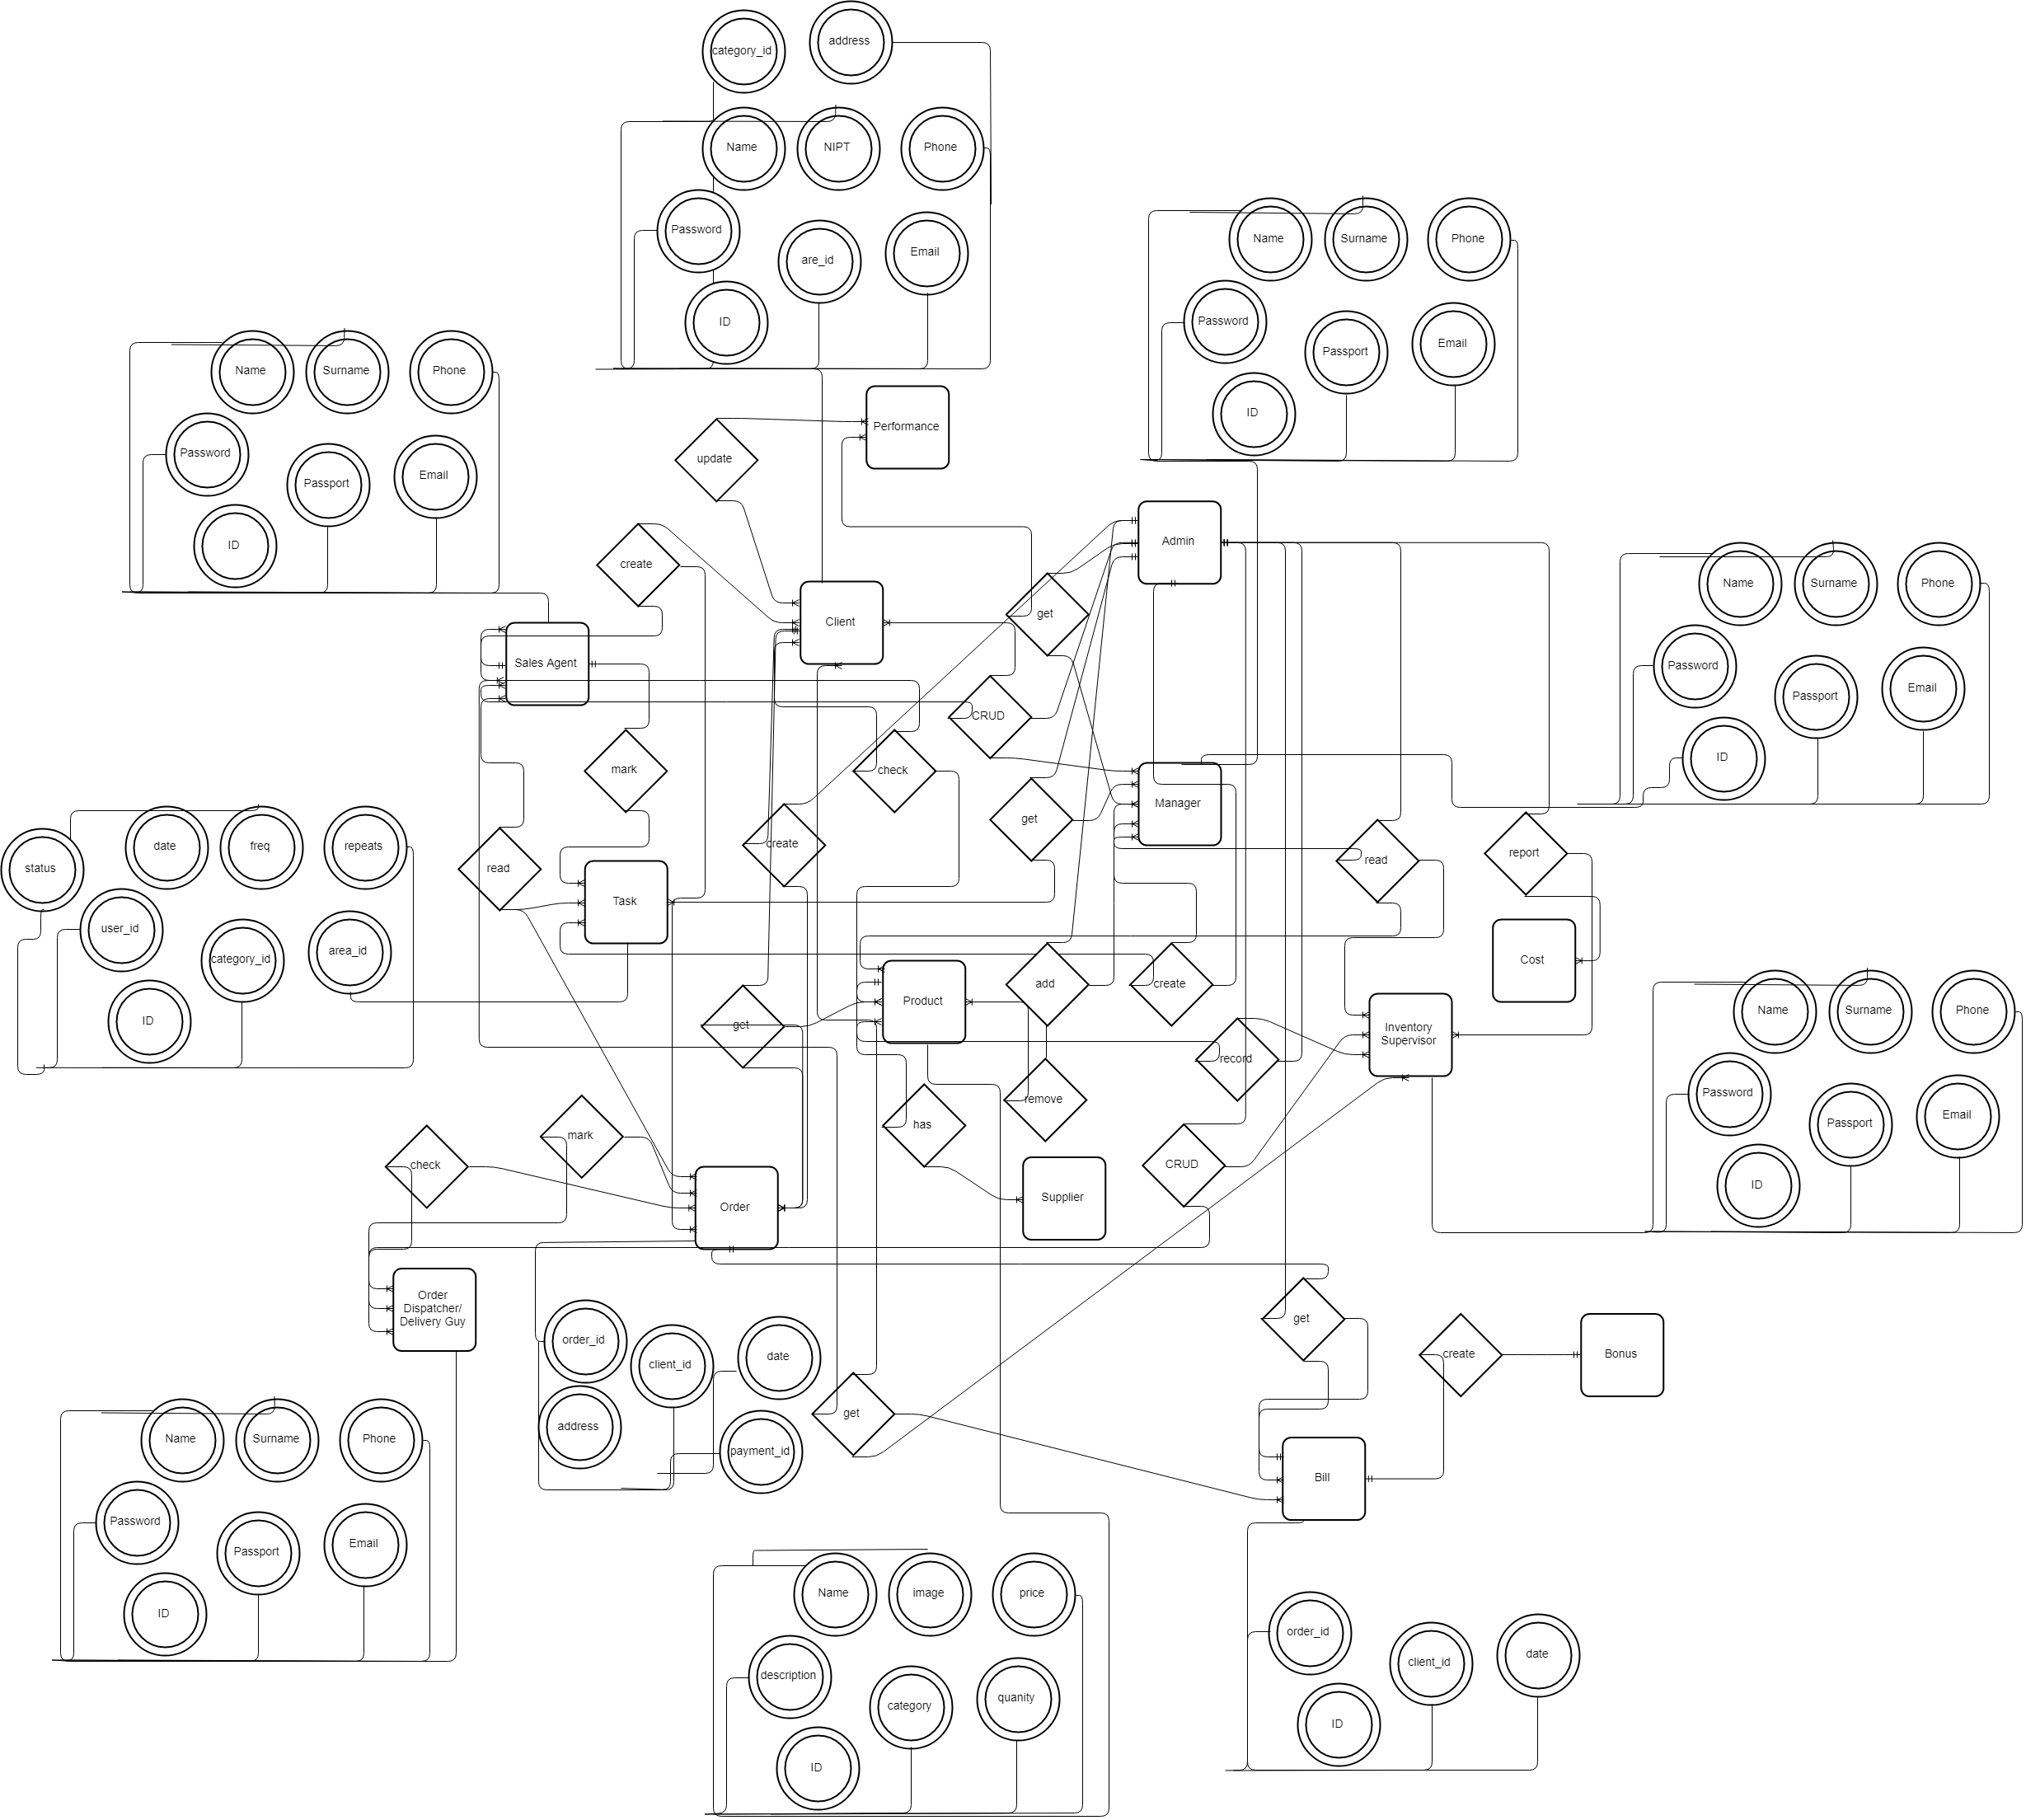 address
category_id
Name
NIPT
Phone
Password
are_id
Email
ID
Name
Surname
Phone
Password
Passport
Email
ID
Name
Surname
Phone
Password
Passport
Email
ID
Performance
update
create
Admin
Client
get
Sales Agent
CRUD
Name
Surname
Phone
Password
Passport
Email
ID
mark
check
Manager
get
create
read
report
read
Task
status
date
freq
repeats
user_id
category_id
area_id
ID
Cost
add
create
Product
get
Inventory
Supervisor
record
remove
has
Name
Surname
Phone
Password
Passport
Email
ID
mark
check
CRUD
Supplier
Order
Order
Dispatcher/
Delivery Guy
get
create
Bonus
order_id
client_id
date
address
payment_id
get
Bill
Name
Surname
Phone
Password
Passport
Email
ID
Name
image
price
description
category
quanity
ID
order_id
client_id
date
ID